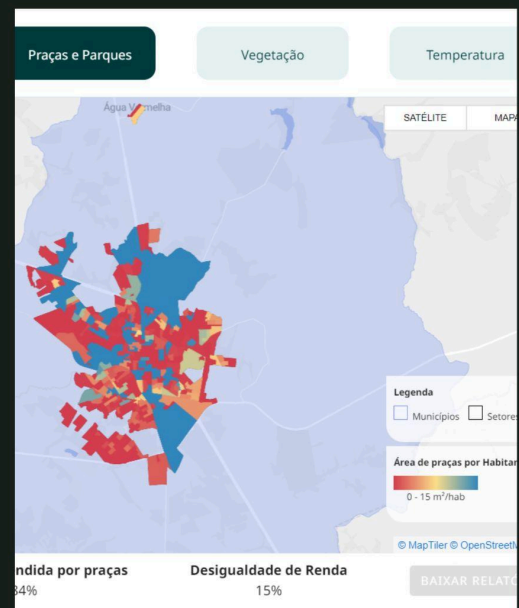 Praças e Parques
Vegetação
Temperatura
Água Vermelha
SATÉLITE
MAPA
Legenda
Municípios
Setores
Área de praças por Habitan
0 - 15 m²/hab
© MapTiler © OpenStreetM
ndida por praças
34%
Desigualdade de Renda
15%
BAIXAR RELATÓ